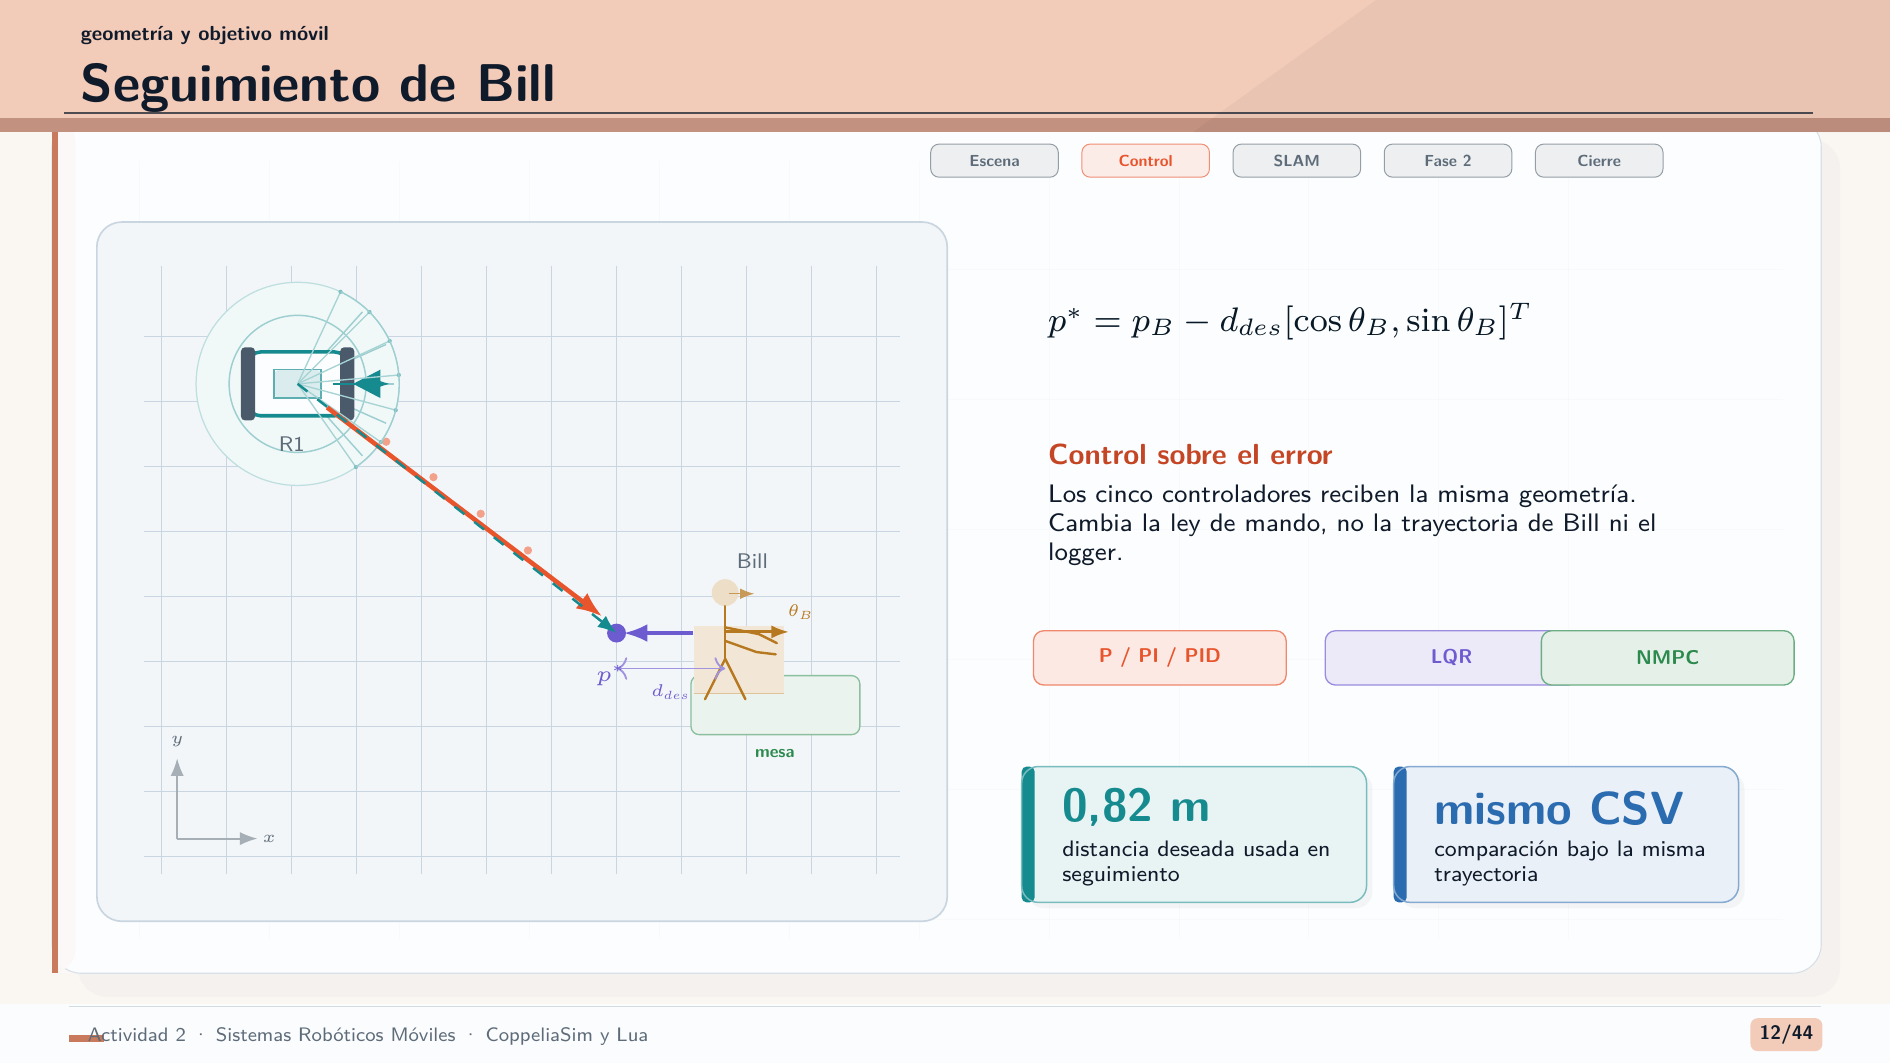 geometría y objetivo móvil
Seguimiento de Bill
Escena
Control
SLAM
Fase 2
Cierre
R1
Bill
θ_B
p*
d_des
mesa
y
x
p* = p_B − d_des[cos θ_B, sin θ_B]^T
Control sobre el error
Los cinco controladores reciben la misma geometría.
Cambia la ley de mando, no la trayectoria de Bill ni el
logger.
P / PI / PID
LQR
NMPC
0,82 m
distancia deseada usada en
seguimiento
mismo CSV
comparación bajo la misma
trayectoria
Actividad 2 · Sistemas Robóticos Móviles · CoppeliaSim y Lua
12/44